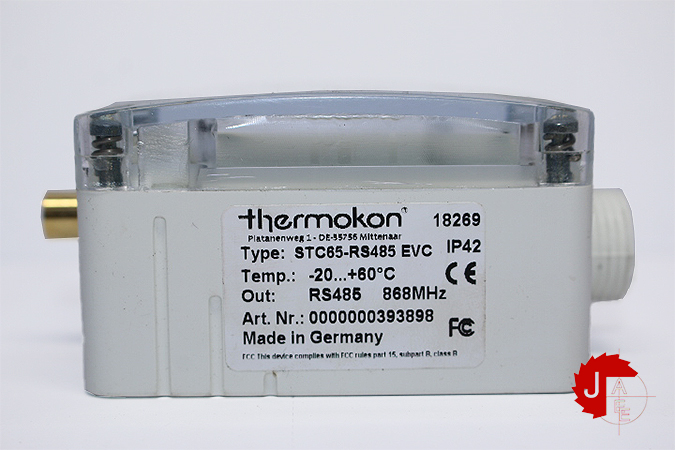 thermokon® 18269
Platanenweg 1 - DE-35756 Mittenaar
Type: STC65-RS485 EVC IP42
Temp.: -20...+60°C CE
Out: RS485 868MHz
Art. Nr.: 0000000393898
Made in Germany FC
FCC This device complies with FCC rules part 15, subpart B, class B
J
A
E
E